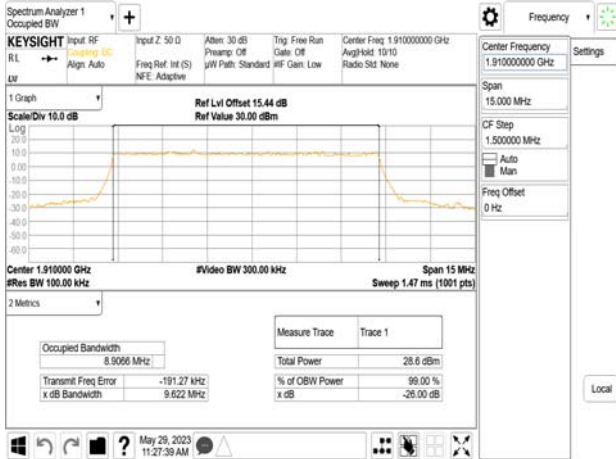 Spectrum Analyzer 1
Occupied BW
+
Frequency
KEYSIGHT
RL
Input: RF
Coupling: DC
Align: Auto
Input Z: 50 Ω
Freq Ref: Int (S)
NFE: Adaptive
Atten: 30 dB
Preamp: Off
µW Path: Standard
Trig: Free Run
Gate: Off
#IF Gain: Low
Center Freq: 1.910000000 GHz
Avg|Hold: 10/10
Radio Std: None
1 Graph
Scale/Div 10.0 dB
Ref Lvl Offset 15.44 dB
Ref Value 30.00 dBm
Log
20.0
10.0
0.00
-10.0
-20.0
-30.0
-40.0
-50.0
-60.0
Center 1.910000 GHz
#Res BW 100.00 kHz
#Video BW 300.00 kHz
Span 15 MHz
Sweep 1.47 ms (1001 pts)
2 Metrics
Measure Trace Trace 1
Occupied Bandwidth
8.9066 MHz
Total Power 28.6 dBm
Transmit Freq Error -191.27 kHz
% of OBW Power 99.00 %
x dB Bandwidth 9.622 MHz
x dB -26.00 dB
May 29, 2023
11:27:39 AM
?
Center Frequency
1.910000000 GHz
Settings
Span
15.000 MHz
CF Step
1.500000 MHz
Auto
Man
Freq Offset
0 Hz
Local